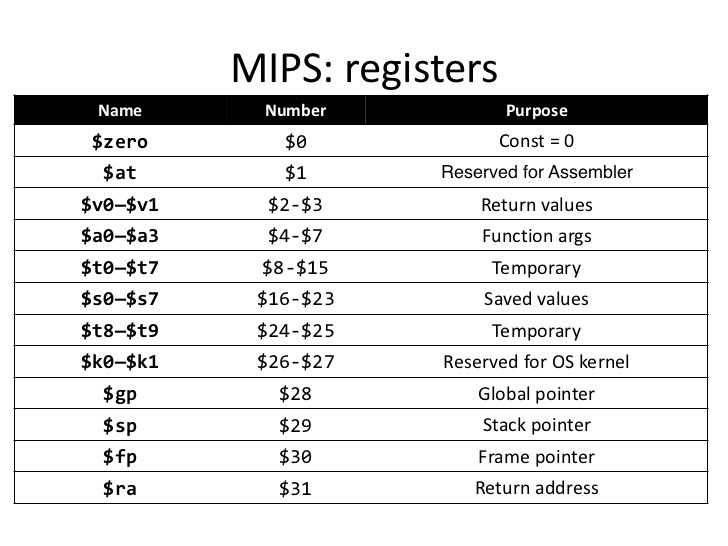 MIPS: registers
Name Number Purpose
$zero $0 Const = 0
$at $1 Reserved for Assembler
$v0–$v1 $2-$3 Return values
$a0–$a3 $4-$7 Function args
$t0–$t7 $8-$15 Temporary
$s0–$s7 $16-$23 Saved values
$t8–$t9 $24-$25 Temporary
$k0–$k1 $26-$27 Reserved for OS kernel
$gp $28 Global pointer
$sp $29 Stack pointer
$fp $30 Frame pointer
$ra $31 Return address